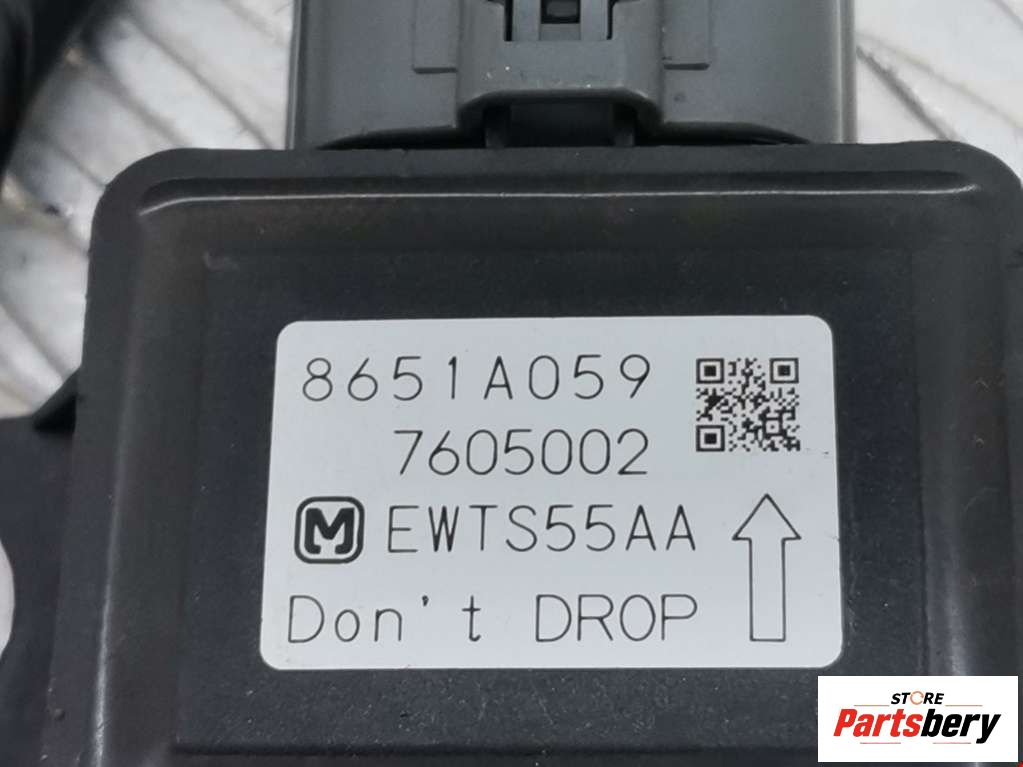 8651A059
7605002
M EWTS55AA
Don't DROP
STORE
Partsbery